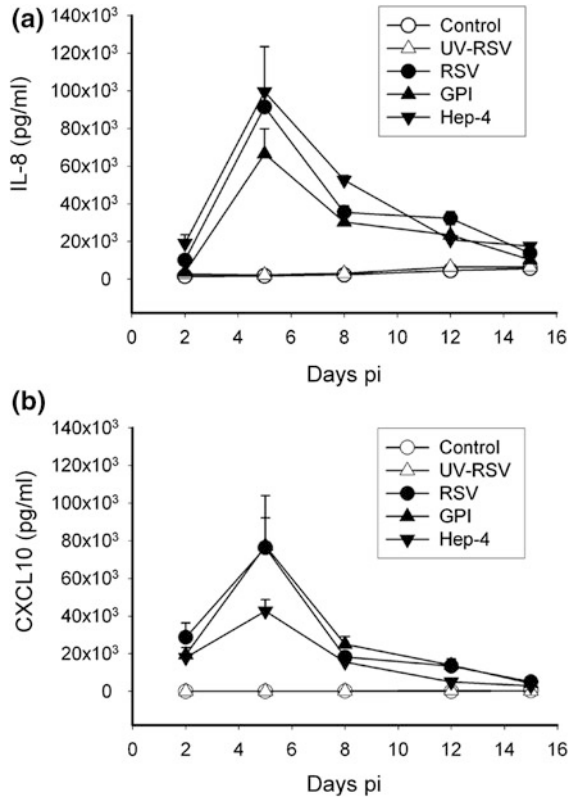 (a)
140x10³
120x10³
100x10³
80x10³
60x10³
40x10³
20x10³
0
IL-8 (pg/ml)
Control
UV-RSV
RSV
GPI
Hep-4
0 2 4 6 8 10 12 14 16
Days pi
(b)
140x10³
120x10³
100x10³
80x10³
60x10³
40x10³
20x10³
0
CXCL10 (pg/ml)
Control
UV-RSV
RSV
GPI
Hep-4
0 2 4 6 8 10 12 14 16
Days pi